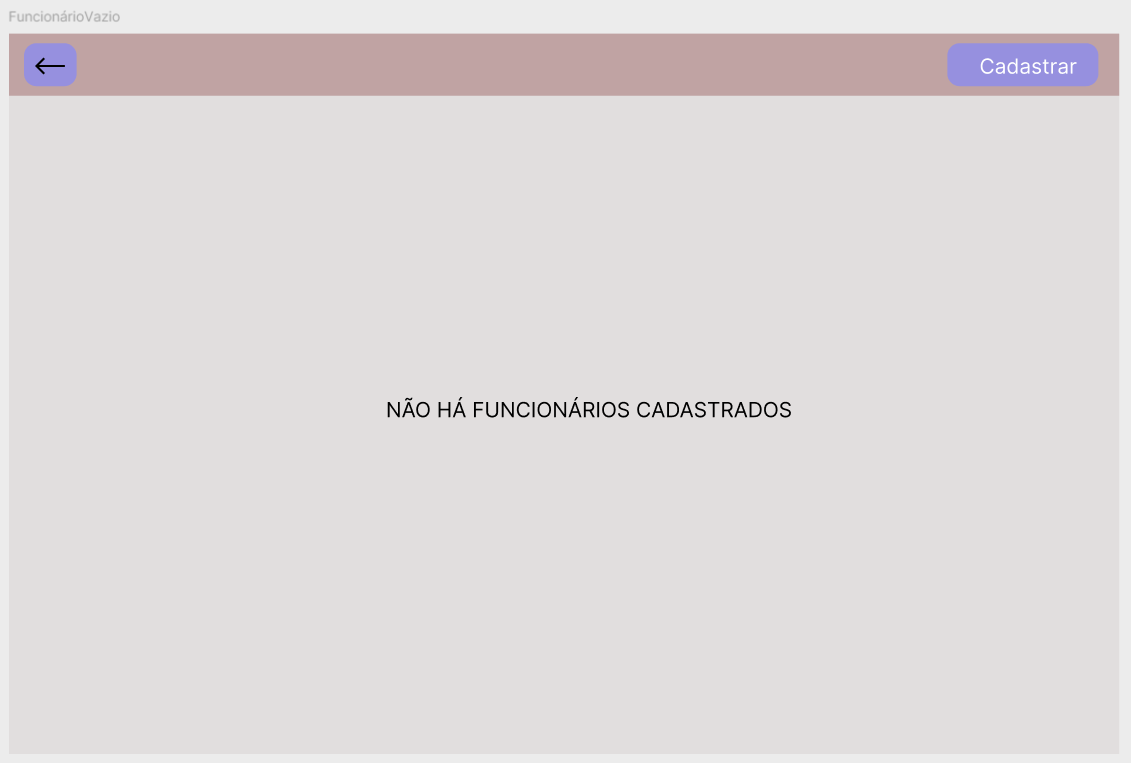 FuncionárioVazio
Cadastrar
NÃO HÁ FUNCIONÁRIOS CADASTRADOS